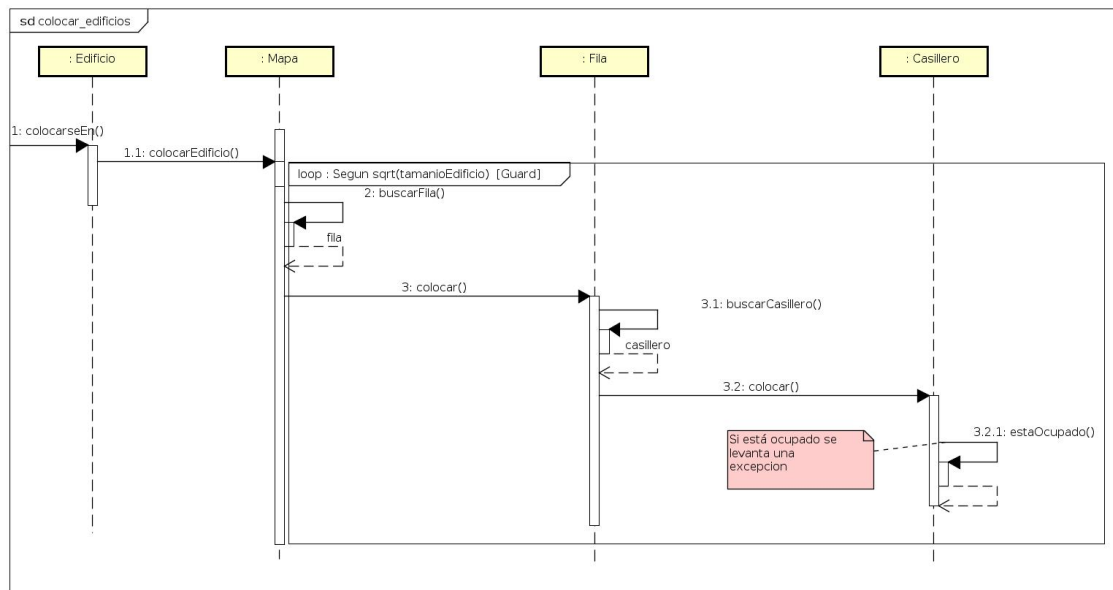 sd colocar_edificios
: Edificio
: Mapa
: Fila
: Casillero
1: colocarseEn()
1.1: colocarEdificio()
loop : Segun sqrt(tamanioEdificio) [Guard]
2: buscarFila()
fila
3: colocar()
3.1: buscarCasillero()
casillero
3.2: colocar()
3.2.1: estaOcupado()
Si está ocupado se
levanta una
excepcion